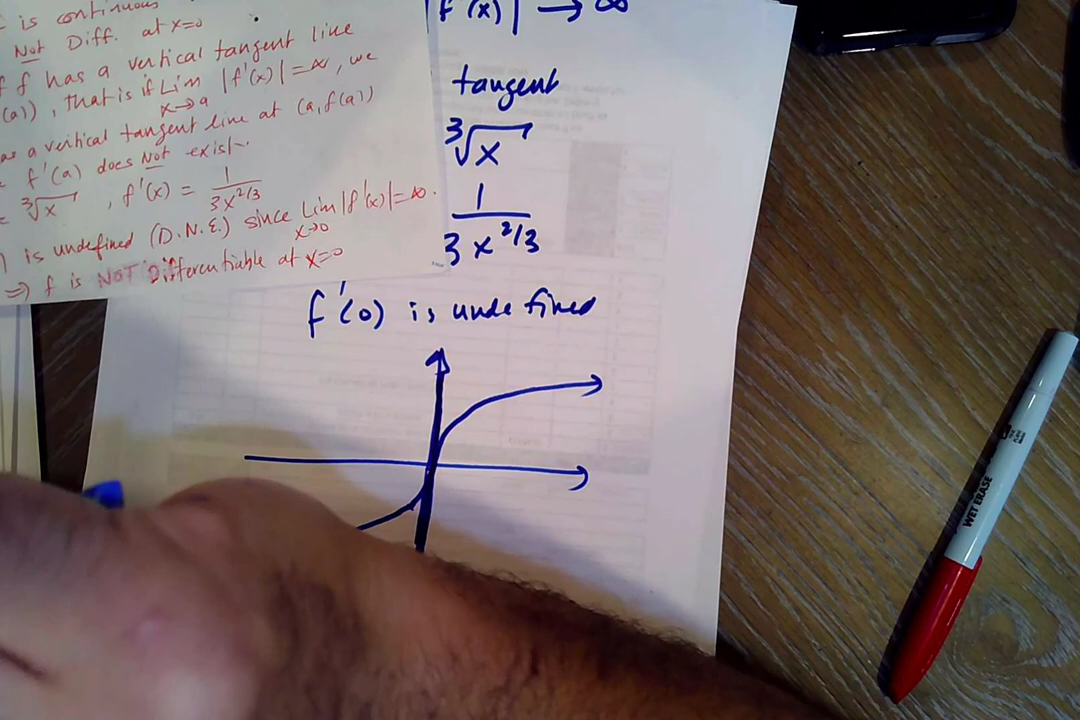 is continuous
Not Diff. at x=0
f f has a vertical tangent line
(a)), that is if Lim |f'(x)| = ∞, we
x→a
a vertical tangent line at (a, f(a))
f'(a) does Not exist.
= ∛x , f'(x) = 1/(3x^2/3)
) is undefined (D.N.E.) since Lim |f'(x)| = ∞.
x→0
⇒ f is NOT Differentiable at x=0
|f'(x)| → ∞
tangent
∛x
1/(3x^2/3)
f'(0) is undefined
WET ERASE